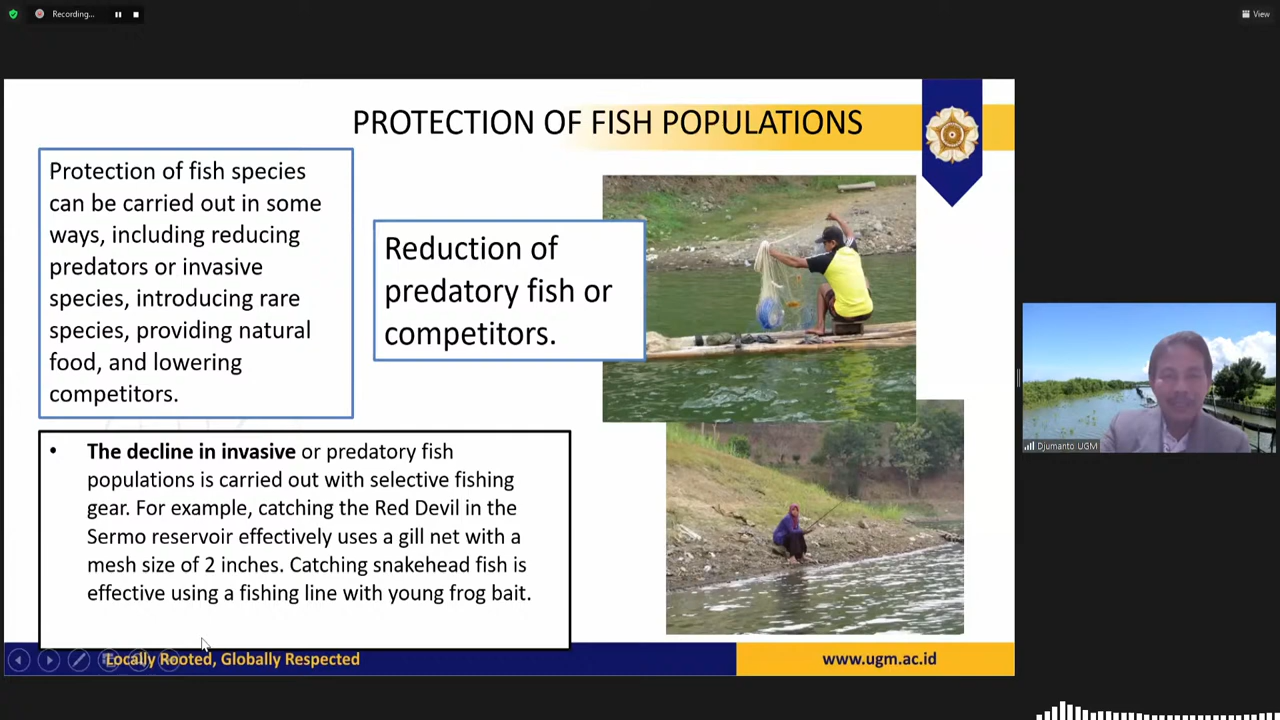 Recording...
View
PROTECTION OF FISH POPULATIONS
Protection of fish species
can be carried out in some
ways, including reducing
predators or invasive
species, introducing rare
species, providing natural
food, and lowering
competitors.
Reduction of
predatory fish or
competitors.
• The decline in invasive or predatory fish
populations is carried out with selective fishing
gear. For example, catching the Red Devil in the
Sermo reservoir effectively uses a gill net with a
mesh size of 2 inches. Catching snakehead fish is
effective using a fishing line with young frog bait.
Djumanto UGM
Locally Rooted, Globally Respected
www.ugm.ac.id